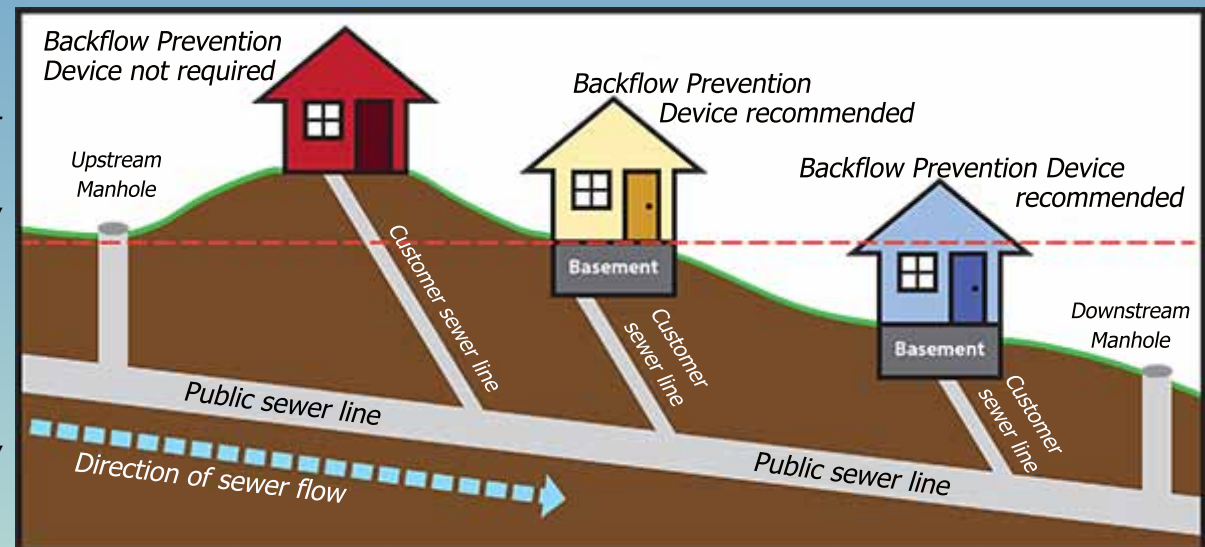 Backflow Prevention
Device not required
Backflow Prevention
Device recommended
Backflow Prevention Device
recommended
Upstream
Manhole
Customer sewer line
Basement
Customer
sewer line
Basement
Customer
sewer line
Downstream
Manhole
Public sewer line
Public sewer line
Direction of sewer flow